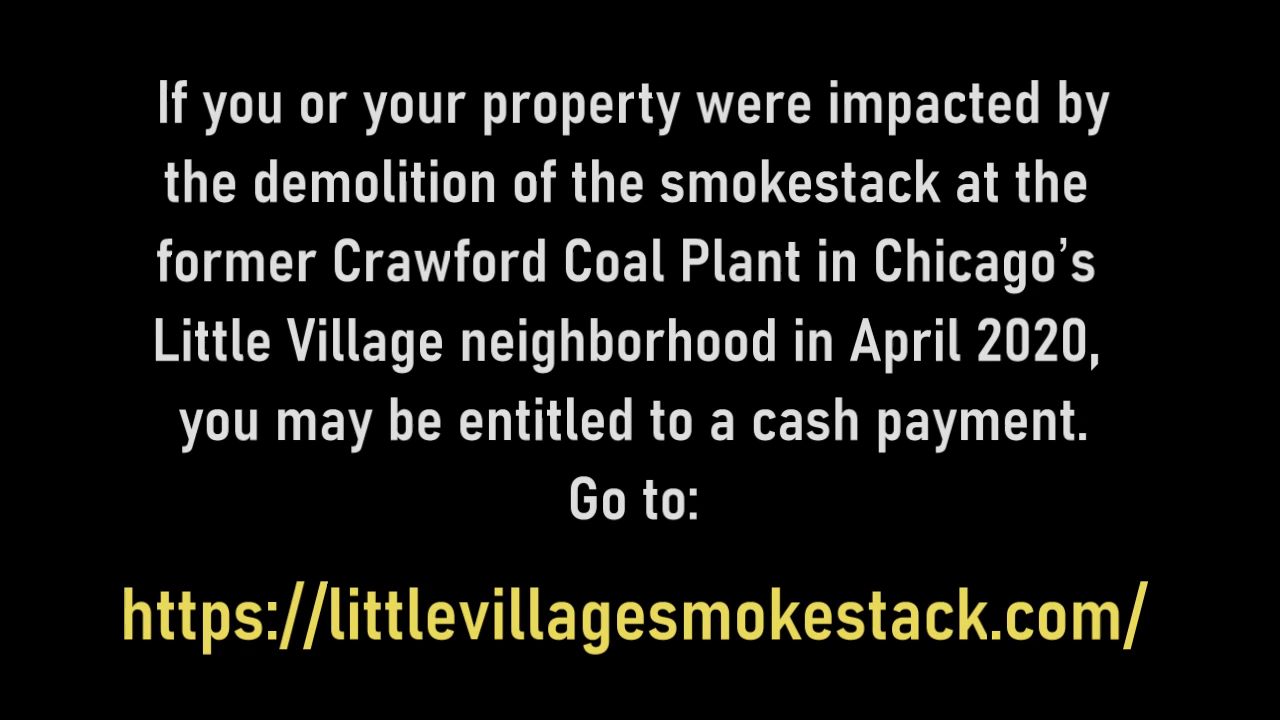 If you or your property were impacted by
the demolition of the smokestack at the
former Crawford Coal Plant in Chicago’s
Little Village neighborhood in April 2020,
you may be entitled to a cash payment.
Go to:
https://littlevillagesmokestack.com/